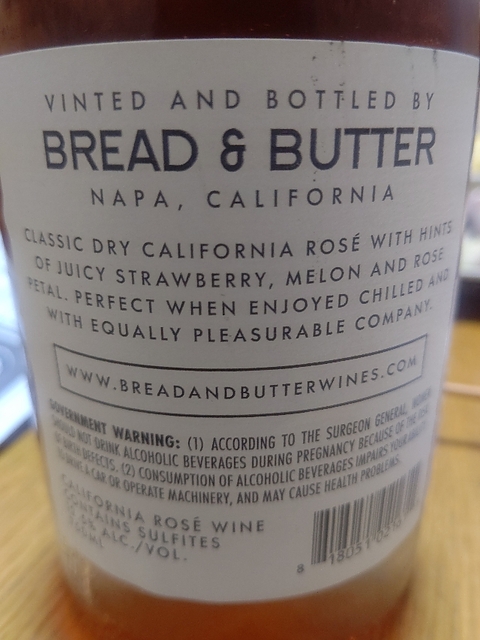 VINTED AND BOTTLED BY
BREAD & BUTTER
NAPA, CALIFORNIA
CLASSIC DRY CALIFORNIA ROSÉ WITH HINTS
OF JUICY STRAWBERRY, MELON AND ROSE
PETAL. PERFECT WHEN ENJOYED CHILLED AND
WITH EQUALLY PLEASURABLE COMPANY.
WWW.BREADANDBUTTERWINES.COM
GOVERNMENT WARNING: (1) ACCORDING TO THE SURGEON GENERAL, WOMEN
SHOULD NOT DRINK ALCOHOLIC BEVERAGES DURING PREGNANCY BECAUSE OF THE RISK
OF BIRTH DEFECTS. (2) CONSUMPTION OF ALCOHOLIC BEVERAGES IMPAIRS YOUR
TO DRIVE A CAR OR OPERATE MACHINERY, AND MAY CAUSE HEALTH PROBLEMS.
CALIFORNIA ROSÉ WINE
CONTAINS SULFITES
ALC./VOL.
8 18051